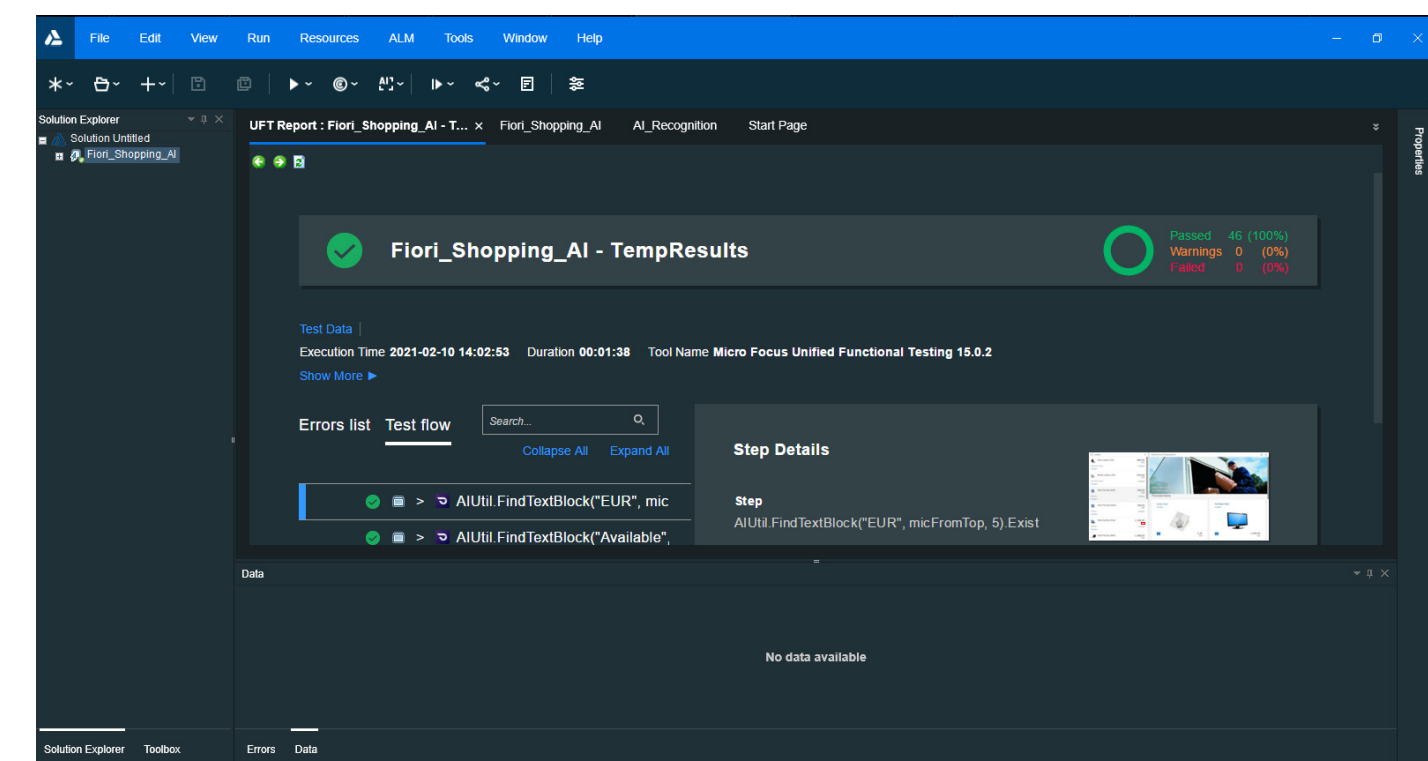 File Edit View Run Resources ALM Tools Window Help
AI
Solution Explorer
Solution Untitled
Fiori_Shopping_AI
UFT Report : Fiori_Shopping_AI - T... Fiori_Shopping_AI AI_Recognition Start Page
Properties
Fiori_Shopping_AI - TempResults
Passed 46 (100%)
Warnings 0 (0%)
Failed 0 (0%)
Test Data
Execution Time 2021-02-10 14:02:53 Duration 00:01:38 Tool Name Micro Focus Unified Functional Testing 15.0.2
Show More
Errors list Test flow Search...
Collapse All Expand All
Step Details
> AIUtil.FindTextBlock("EUR", mic
Step
AIUtil.FindTextBlock("EUR", micFromTop, 5).Exist
> AIUtil.FindTextBlock("Available",
Data
No data available
Solution Explorer Toolbox Errors Data